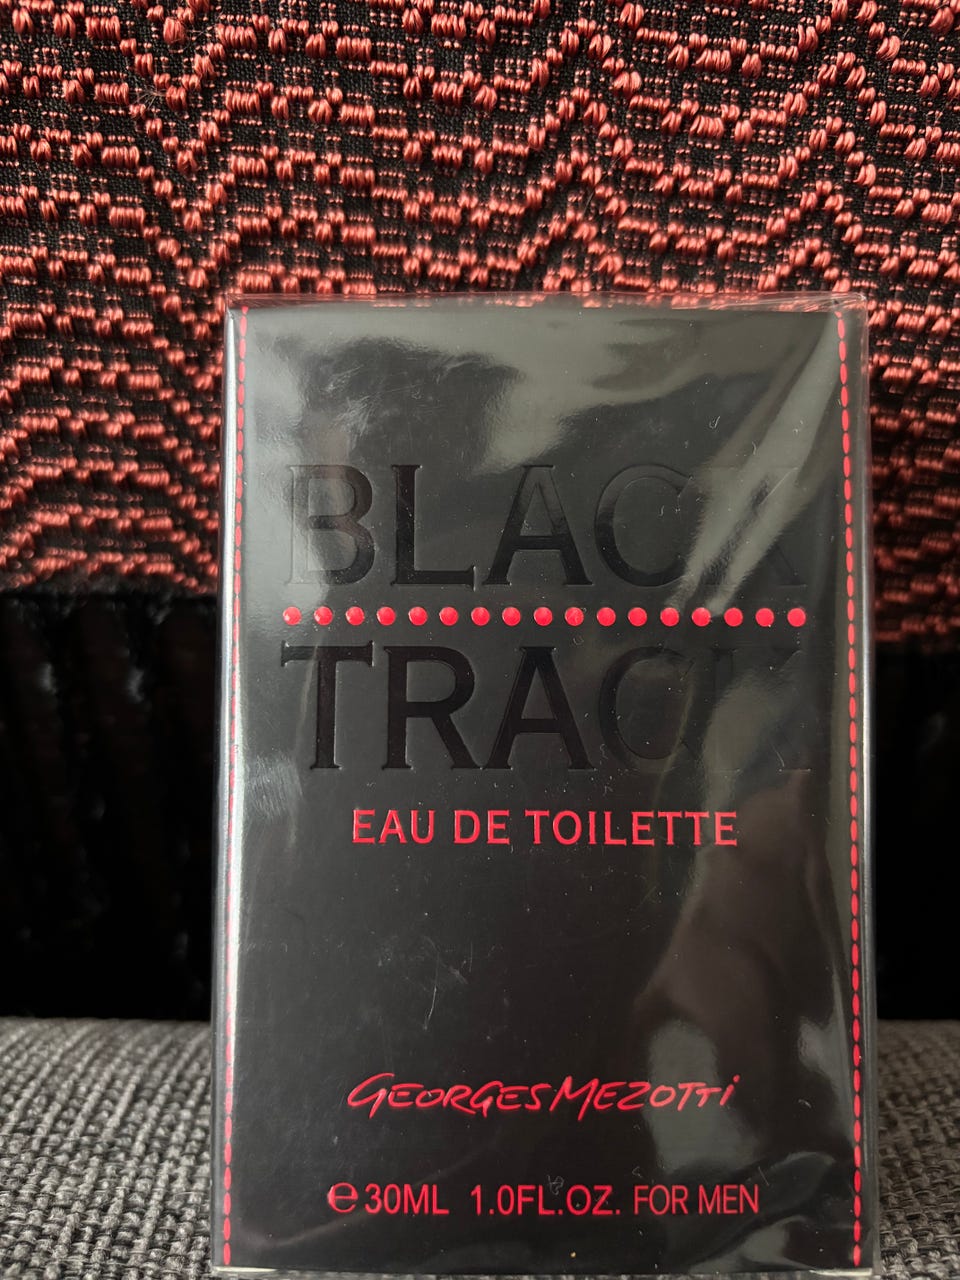 BLACK
TRACK
EAU DE TOILETTE
GEORGES MEZOTTi
℮30ML 1.0FL.OZ. FOR MEN